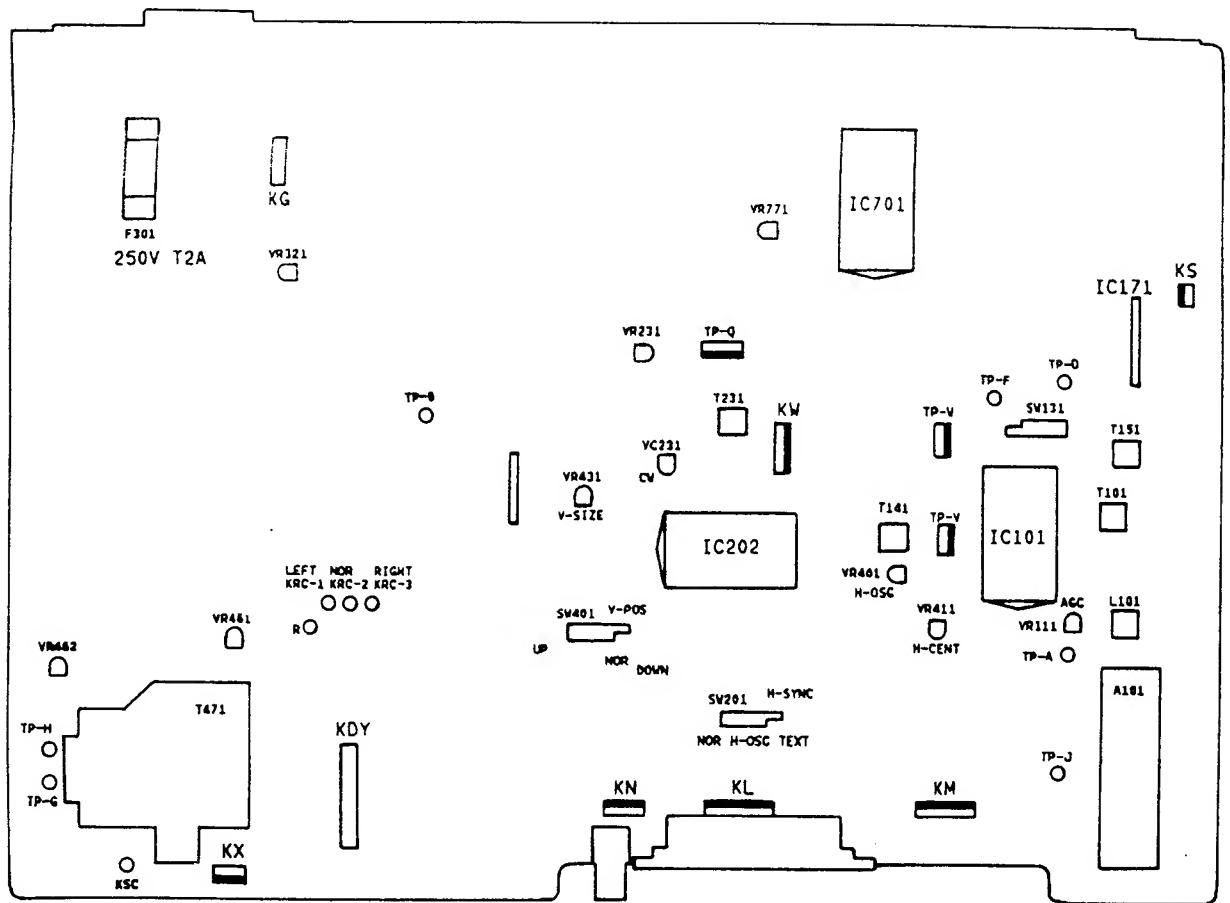 KG
F301
250V T2A
VR321
VR771
IC701
KS
IC171
VR231
TP-Q
TP-D
TP-F
TP-B
T231
KW
TP-W
SW131
T151
VC231
CW
VR431
V-SIZE
T101
T141
TP-V
IC202
IC101
VR401
H-OSC
LEFT NOR RIGHT
KRC-1 KRC-2 KRC-3
R
VR461
SW401 V-POS
UP NOR DOWN
VR411
H-CENT
AGC
VR111
L101
TP-A
VR462
T471
A101
SW201 H-SYNC
NOR H-OSC TEXT
TP-H
KDY
TP-J
TP-G
KN
KL
KM
KX
KSC